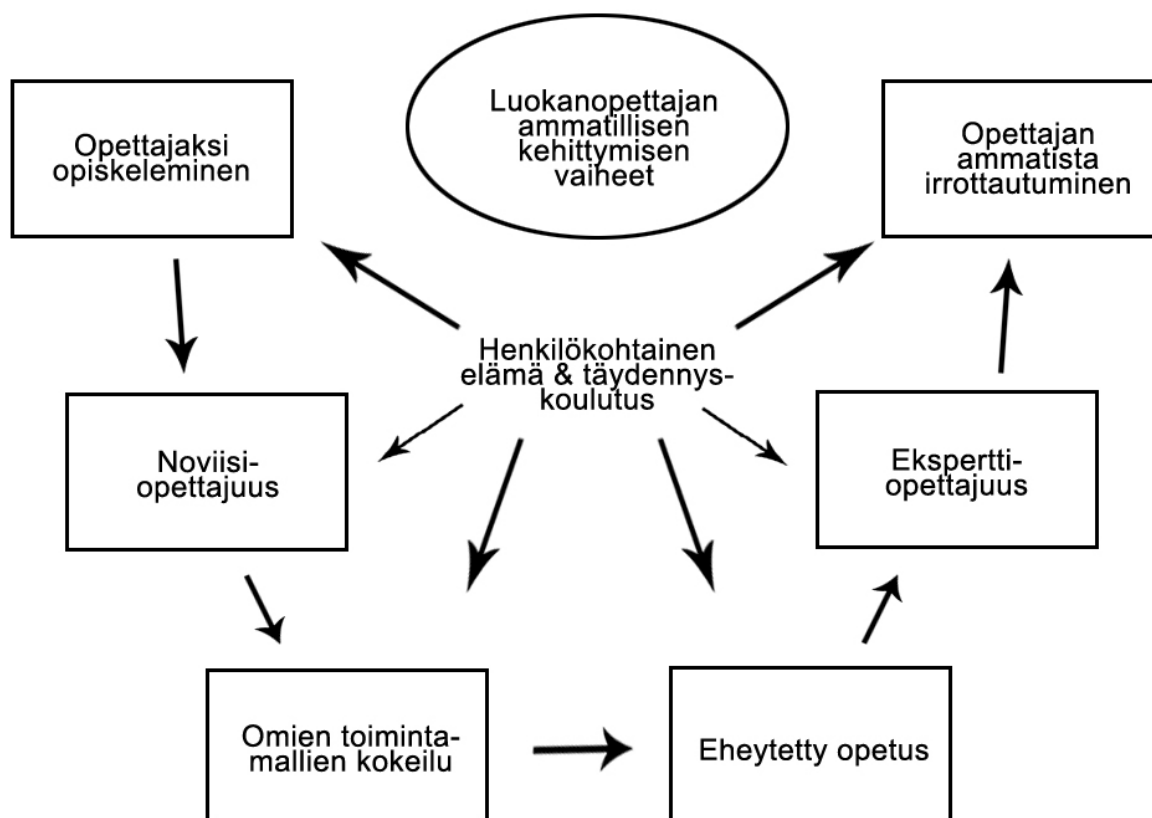 Luokanopettajan
ammatillisen
kehittymisen
vaiheet
Opettajaksi
opiskeleminen
Opettajan
ammatista
irrottautuminen
Henkilökohtainen
elämä & täydennys-
koulutus
Noviisi-
opettajuus
Ekspertti-
opettajuus
Omien toiminta-
mallien kokeilu
Eheytetty opetus